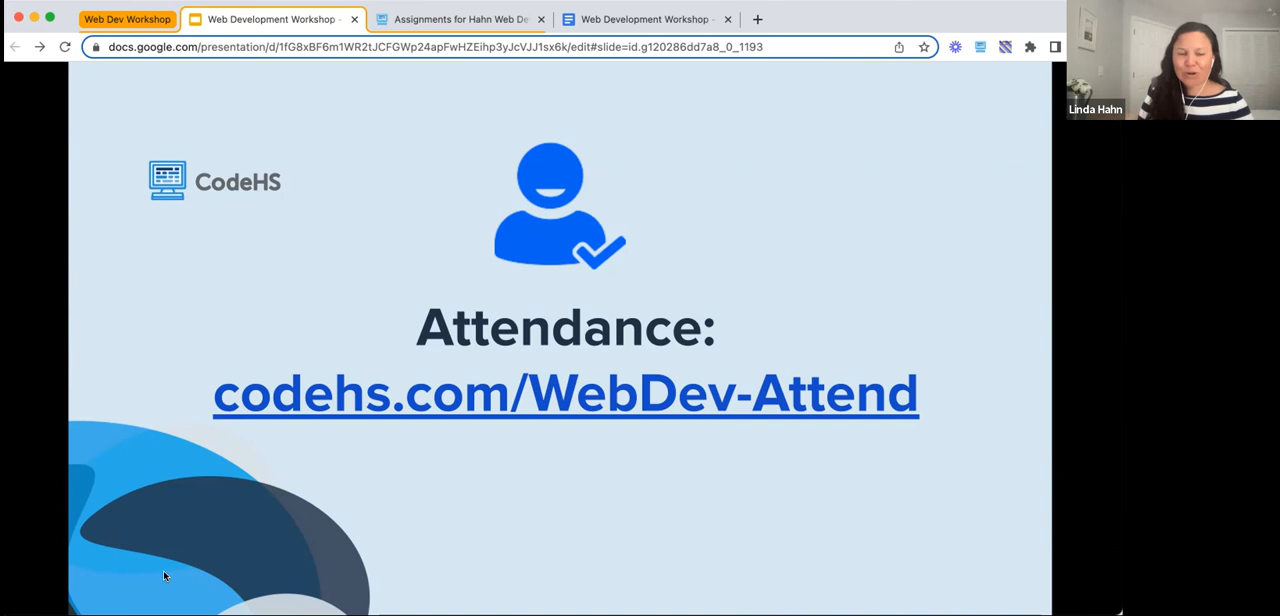 Web Dev Workshop
Web Development Workshop -
Assignments for Hahn Web De
Web Development Workshop -
docs.google.com/presentation/d/1fG8xBF6m1WR2tJCFGWp24apFwHZEihp3yJcVJJ1sx6k/edit#slide=id.g120286dd7a8_0_1193
Linda Hahn
CodeHS
Attendance:
codehs.com/WebDev-Attend